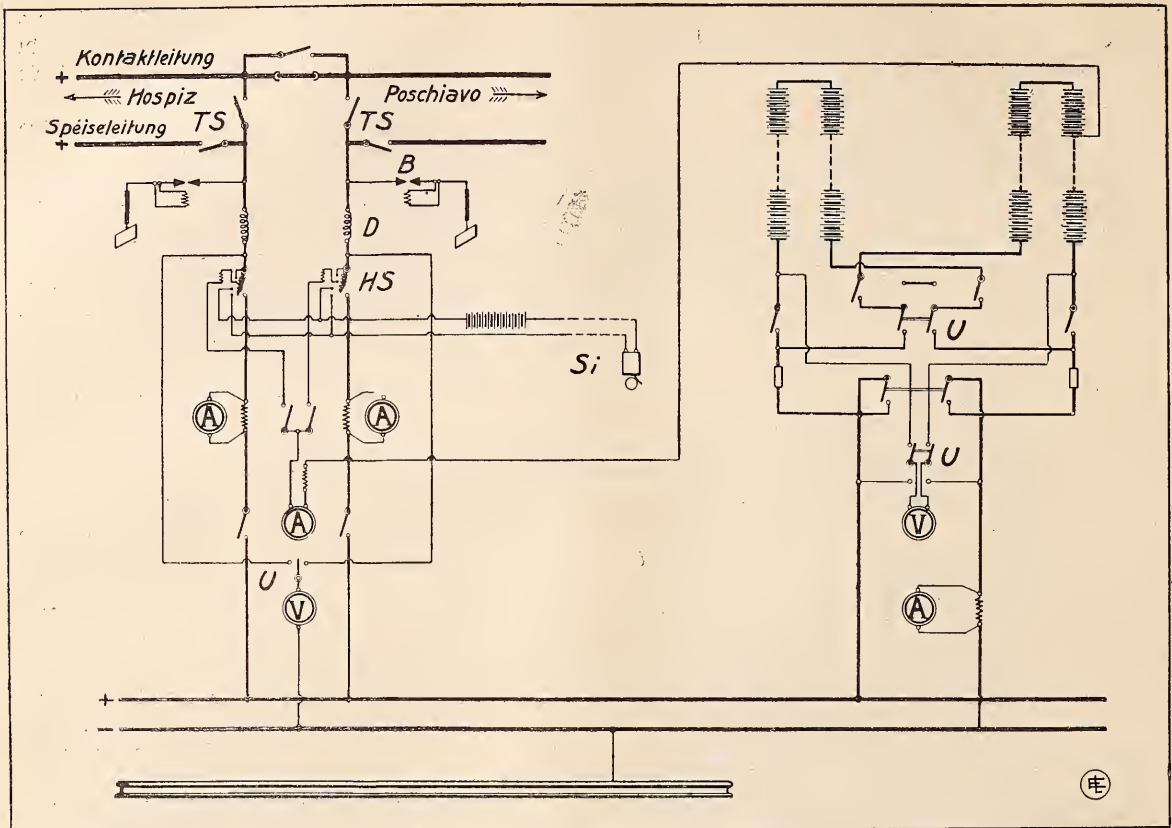 Kontaktleitung
+
Hospiz
Poschiavo
TS
TS
Speiseleitung
+
B
D
HS
U
Si
A
A
U
A
V
U
V
A
+
−